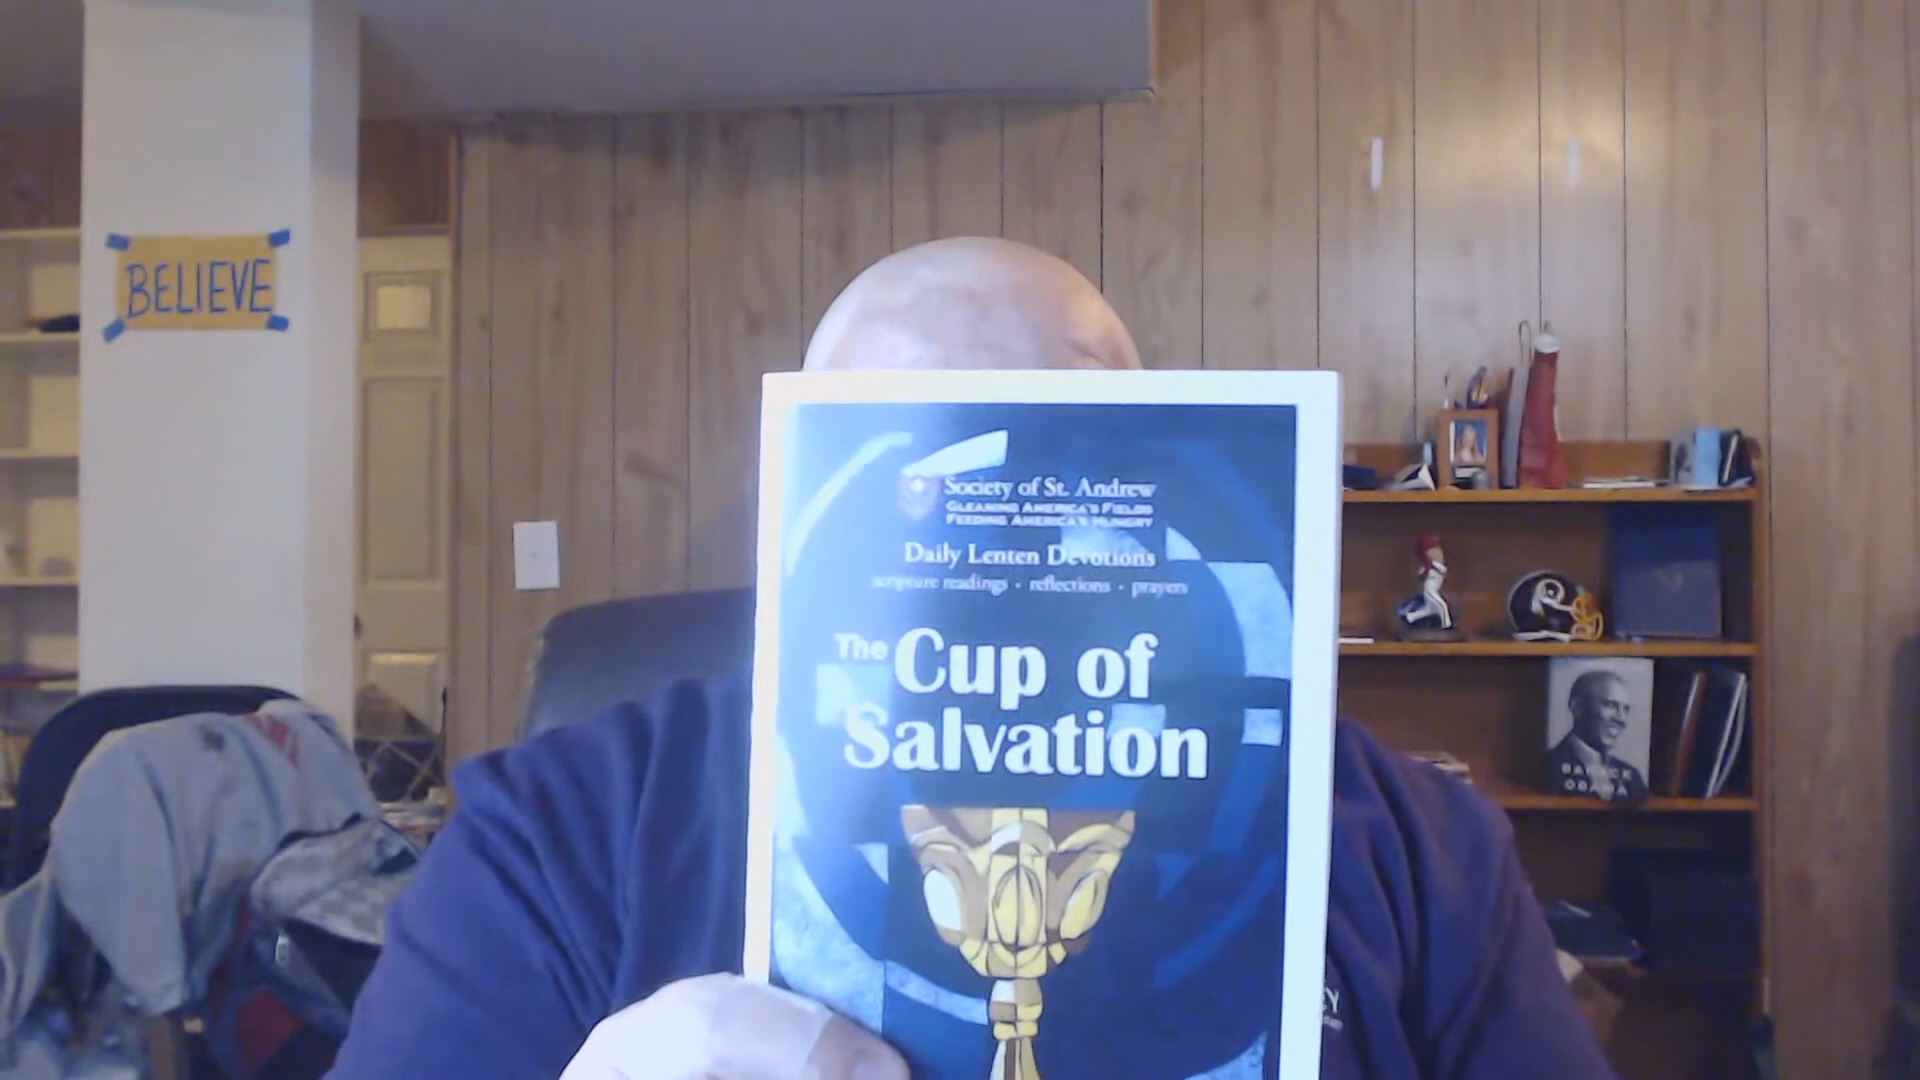 BELIEVE
Society of St. Andrew
GLEANING AMERICA'S FIELDS
FEEDING AMERICA'S HUNGRY
Daily Lenten Devotions
scripture readings · reflections · prayers
The Cup of
Salvation
BARACK
OBAMA